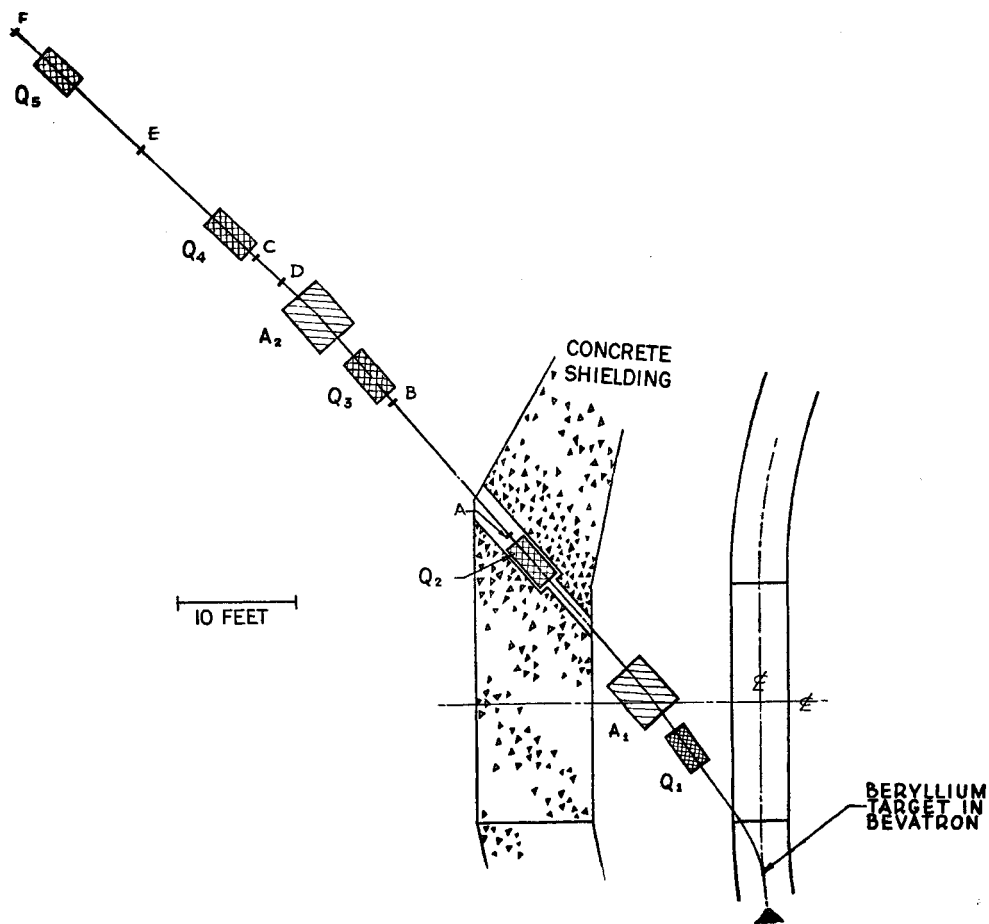 F
Q₅
E
Q₄
C
D
A₂
Q₃
B
CONCRETE
SHIELDING
A
Q₂
10 FEET
℄
℄
A₁
Q₁
BERYLLIUM
TARGET IN
BEVATRON